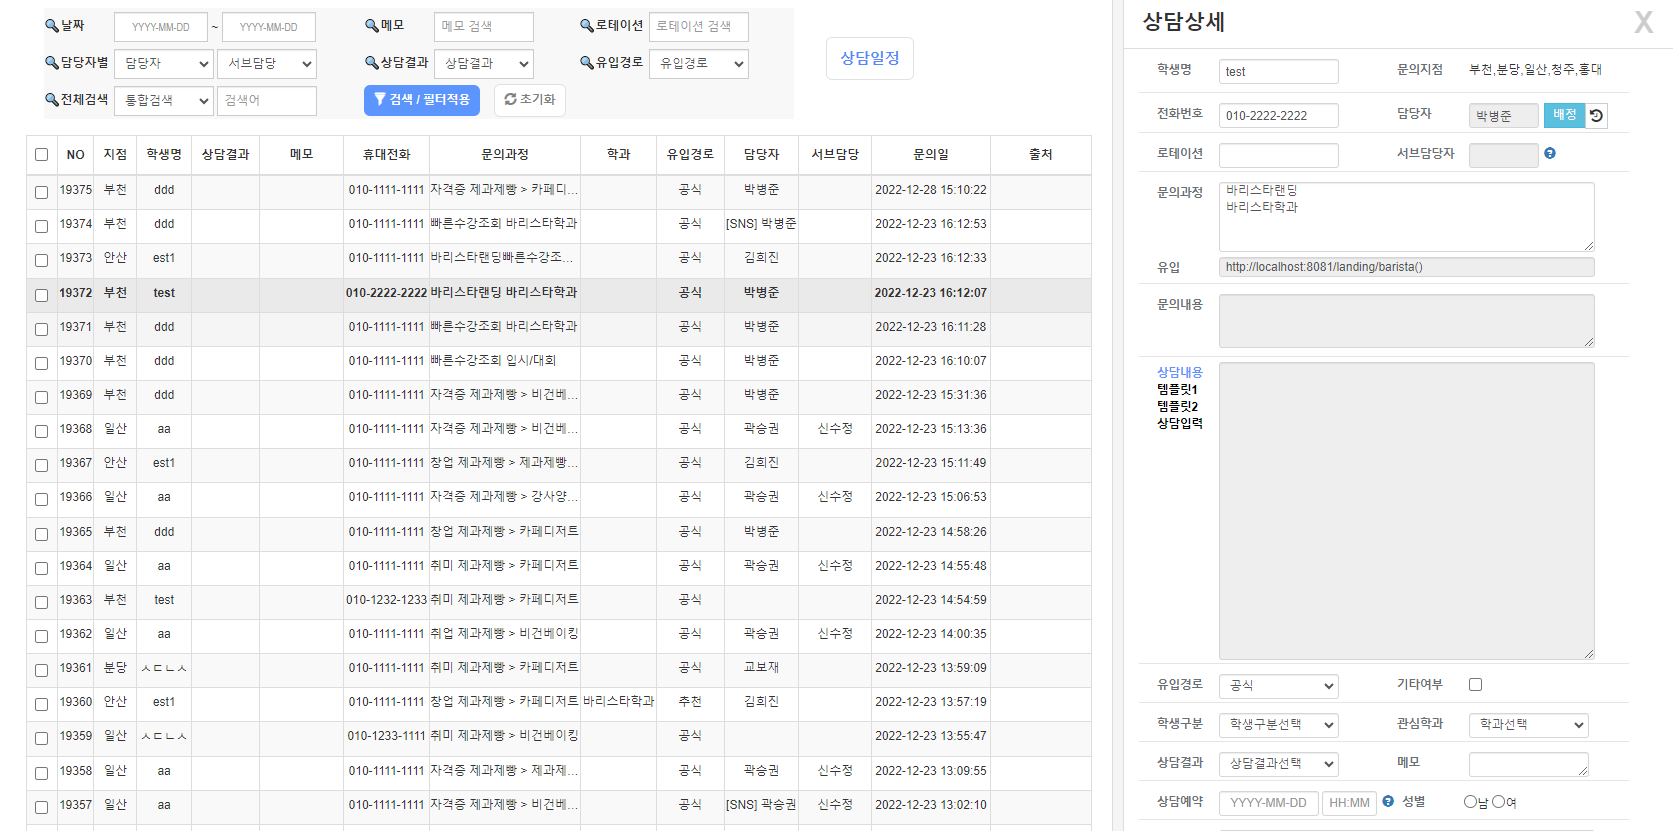 날짜 YYYY-MM-DD ~ YYYY-MM-DD 메모 메모 검색 로테이션 로테이션 검색
담당자별 담당자 서브담당 상담결과 상담결과 유입경로 유입경로
상담일정
전체검색 통합검색 검색어 검색 / 필터적용 초기화
NO 지점 학생명 상담결과 메모 휴대전화 문의과정 학과 유입경로 담당자 서브담당 문의일 출처
19375 부천 ddd 010-1111-1111 자격증 제과제빵 > 카페디... 공식 박병준 2022-12-28 15:10:22
19374 부천 ddd 010-1111-1111 빠른수강조회 바리스타학과 공식 [SNS] 박병준 2022-12-23 16:12:53
19373 안산 est1 010-1111-1111 바리스타랜딩빠른수강조... 공식 김희진 2022-12-23 16:12:33
19372 부천 test 010-2222-2222 바리스타랜딩 바리스타학과 공식 박병준 2022-12-23 16:12:07
19371 부천 ddd 010-1111-1111 빠른수강조회 바리스타학과 공식 박병준 2022-12-23 16:11:28
19370 부천 ddd 010-1111-1111 빠른수강조회 입시/대회 공식 박병준 2022-12-23 16:10:07
19369 부천 ddd 010-1111-1111 자격증 제과제빵 > 비건베... 공식 박병준 2022-12-23 15:31:36
19368 일산 aa 010-1111-1111 자격증 제과제빵 > 비건베... 공식 곽승권 신수정 2022-12-23 15:13:36
19367 안산 est1 010-1111-1111 창업 제과제빵 > 제과제빵... 공식 김희진 2022-12-23 15:11:49
19366 일산 aa 010-1111-1111 자격증 제과제빵 > 강사양... 공식 곽승권 신수정 2022-12-23 15:06:53
19365 부천 ddd 010-1111-1111 창업 제과제빵 > 카페디저트 공식 박병준 2022-12-23 14:58:26
19364 일산 aa 010-1111-1111 취미 제과제빵 > 카페디저트 공식 곽승권 신수정 2022-12-23 14:55:48
19363 부천 test 010-1232-1233 취미 제과제빵 > 카페디저트 공식 2022-12-23 14:54:59
19362 일산 aa 010-1111-1111 취업 제과제빵 > 비건베이킹 공식 곽승권 신수정 2022-12-23 14:00:35
19361 분당 ㅅㄷㄴㅅ 010-1111-1111 취미 제과제빵 > 카페디저트 공식 교보재 2022-12-23 13:59:09
19360 안산 est1 010-1111-1111 창업 제과제빵 > 카페디저트 바리스타학과 추천 김희진 2022-12-23 13:57:19
19359 일산 ㅅㄷㄴㅅ 010-1233-1111 취미 제과제빵 > 비건베이킹 공식 2022-12-23 13:55:47
19358 일산 aa 010-1111-1111 자격증 제과제빵 > 제과제... 공식 곽승권 신수정 2022-12-23 13:09:55
19357 일산 aa 010-1111-1111 자격증 제과제빵 > 비건베... 공식 [SNS] 곽승권 신수정 2022-12-23 13:02:10
상담상세 X
학생명 test 문의지점 부천,분당,일산,청주,홍대
전화번호 010-2222-2222 담당자 박병준 배정
로테이션 서브담당자
문의과정 바리스타랜딩
바리스타학과
유입 http://localhost:8081/landing/barista()
문의내용
상담내용
템플릿1
템플릿2
상담입력
유입경로 공식 기타여부
학생구분 학생구분선택 관심학과 학과선택
상담결과 상담결과선택 메모
상담예약 YYYY-MM-DD HH:MM 성별 남 여